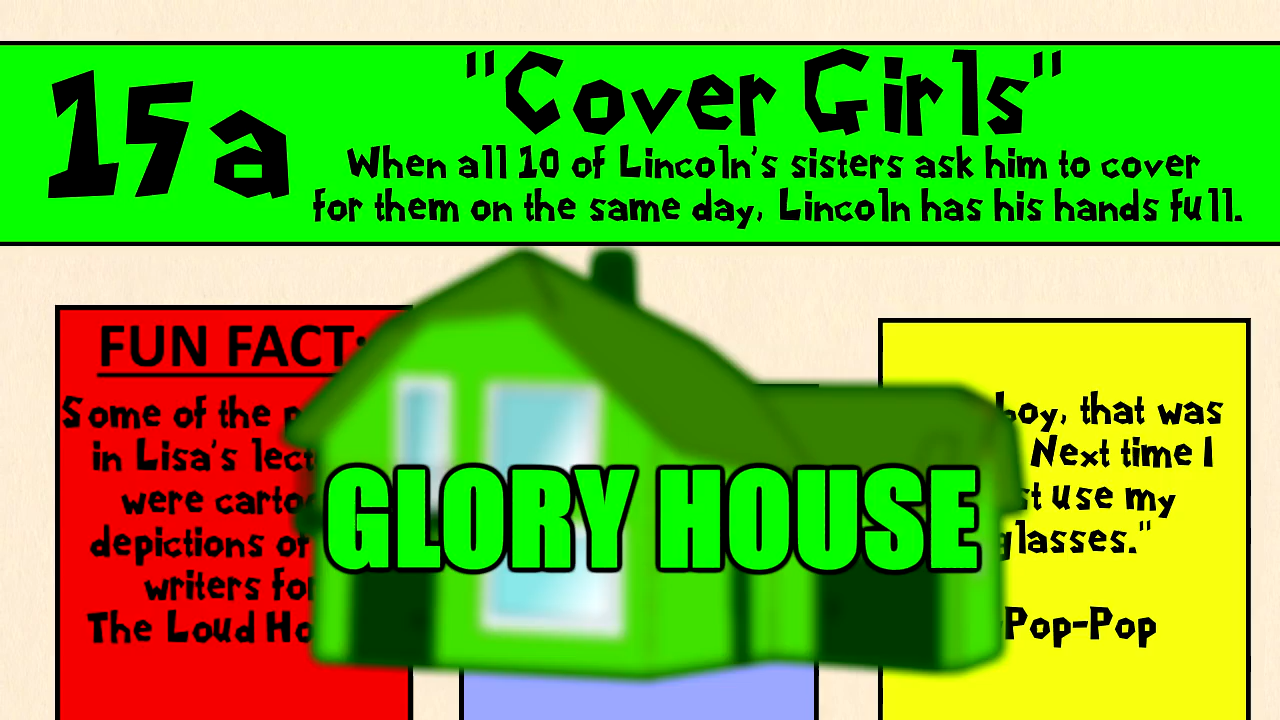 15a
"Cover Girls"
When all 10 of Lincoln's sisters ask him to cover
for them on the same day, Lincoln has his hands full.
FUN FACT:
Some of the
in Lisa's
were
depictions of
writers for
The Loud
GLORY HOUSE
boy, that was
Next time I
use my
glasses."
-Pop-Pop